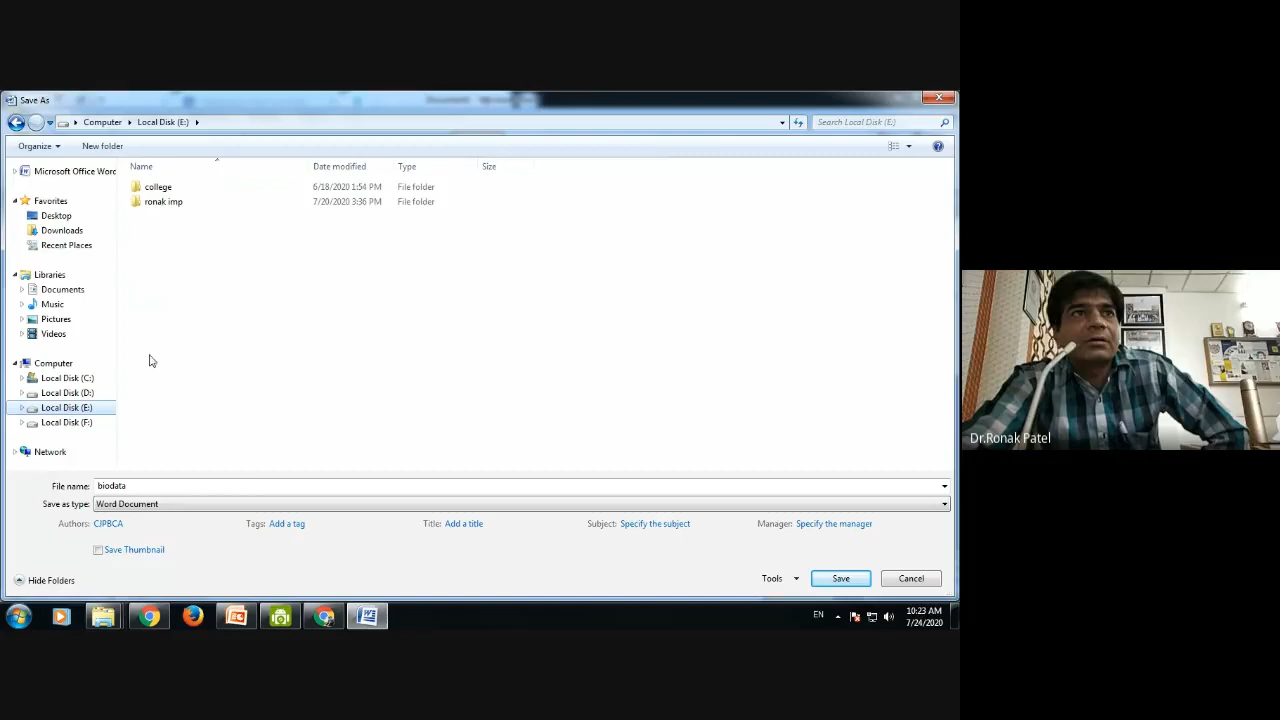 Save As
Computer Local Disk (E:)
Search Local Disk (E:)
Organize New folder
Name Date modified Type Size
Microsoft Office Word
college 6/18/2020 1:54 PM File folder
ronak imp 7/20/2020 3:36 PM File folder
Favorites
Desktop
Downloads
Recent Places
Libraries
Documents
Music
Pictures
Videos
Computer
Local Disk (C:)
Local Disk (D:)
Local Disk (E:)
Local Disk (F:)
Network
File name: biodata
Save as type: Word Document
Authors: CJPBCA Tags: Add a tag Title: Add a title Subject: Specify the subject Manager: Specify the manager
Save Thumbnail
Hide Folders Tools Save Cancel
EN 10:23 AM
7/24/2020
Dr.Ronak Patel